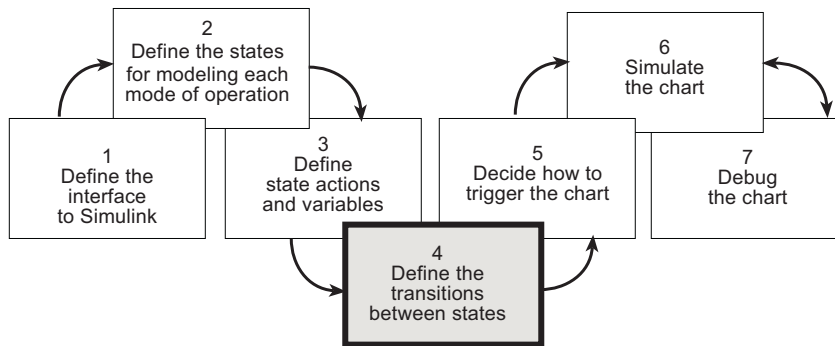 1
Define the
interface
to Simulink
2
Define the states
for modeling each
mode of operation
3
Define
state actions
and variables
4
Define the
transitions
between states
5
Decide how to
trigger the chart
6
Simulate
the chart
7
Debug
the chart